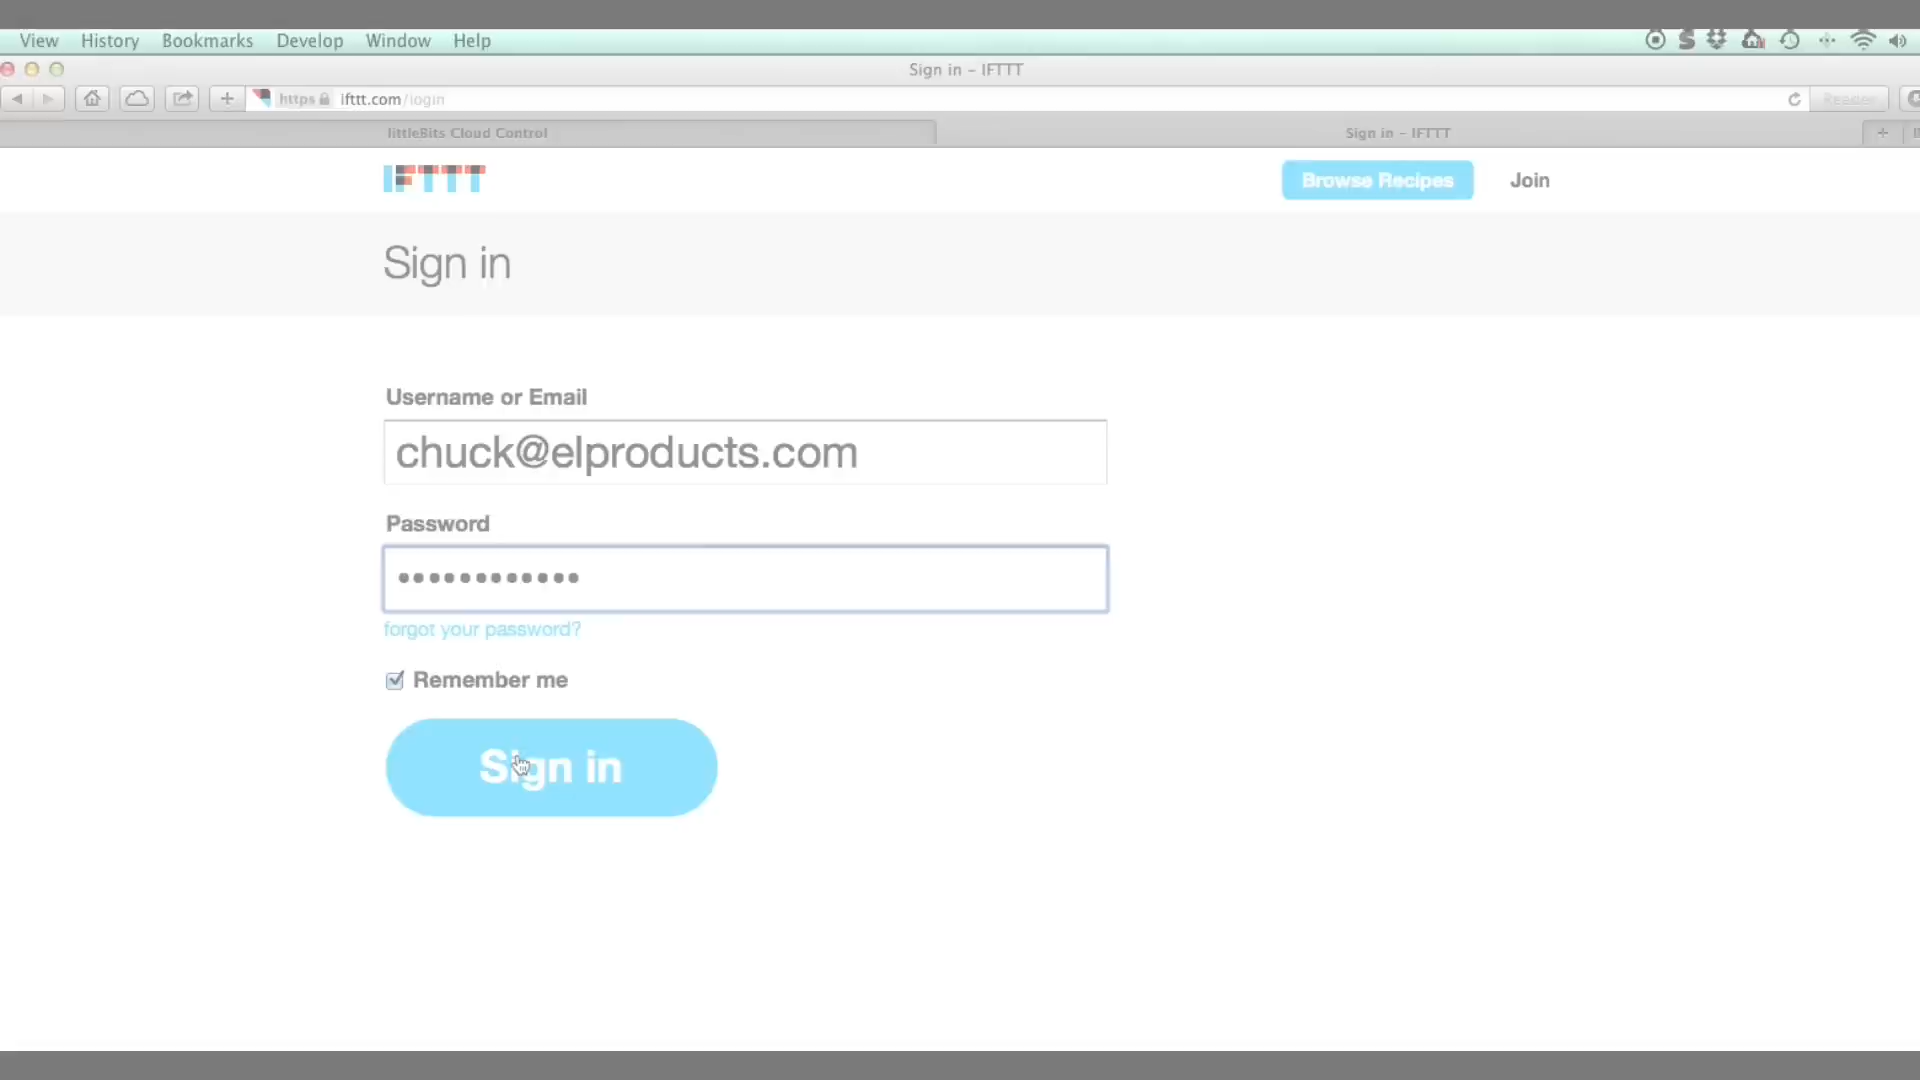 View History Bookmarks Develop Window Help
Sign in - IFTTT
https ifttt.com/login Reader
littleBits Cloud Control Sign in - IFTTT
IFTTT Browse Recipes Join
Sign in
Username or Email
chuck@elproducts.com
Password
••••••••••••
forgot your password?
Remember me
Sign in